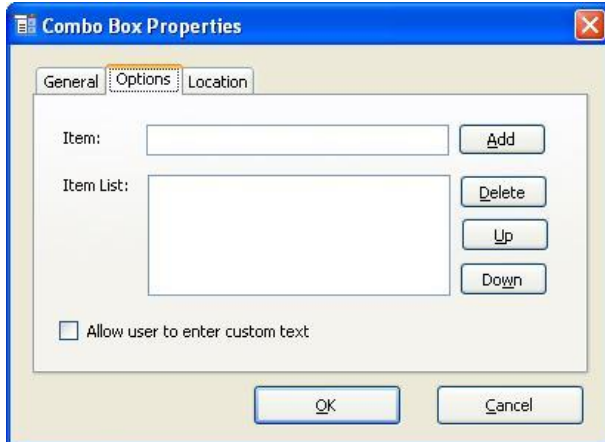 Combo Box Properties
General Options Location
Item: Add
Item List: Delete
Up
Down
Allow user to enter custom text
OK Cancel